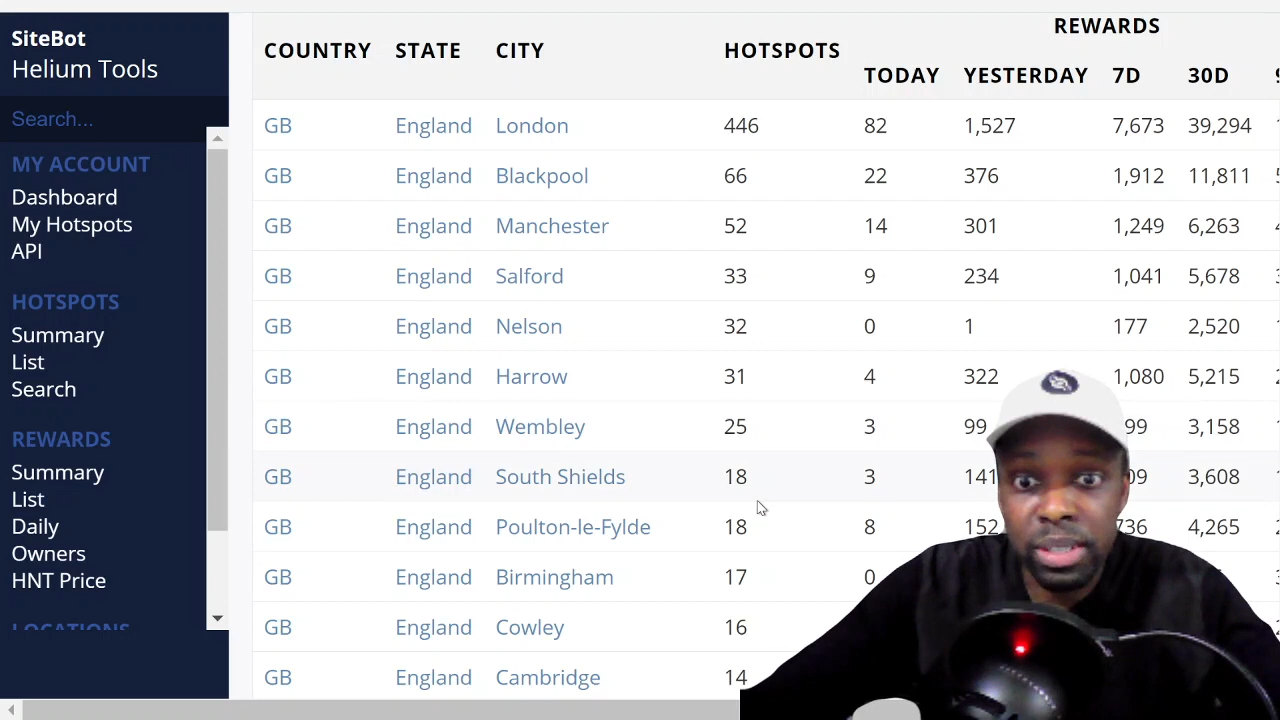 SiteBot
Helium Tools
Search...
MY ACCOUNT
Dashboard
My Hotspots
API
HOTSPOTS
Summary
List
Search
REWARDS
Summary
List
Daily
Owners
HNT Price
LOCATIONS
REWARDS
COUNTRY STATE CITY HOTSPOTS
TODAY YESTERDAY 7D 30D
GB England London 446 82 1,527 7,673 39,294
GB England Blackpool 66 22 376 1,912 11,811
GB England Manchester 52 14 301 1,249 6,263
GB England Salford 33 9 234 1,041 5,678
GB England Nelson 32 0 1 177 2,520
GB England Harrow 31 4 322 1,080 5,215
GB England Wembley 25 3 99 3,158
GB England South Shields 18 3 141 3,608
GB England Poulton-le-Fylde 18 8 152 736 4,265
GB England Birmingham 17 0
GB England Cowley 16
GB England Cambridge 14